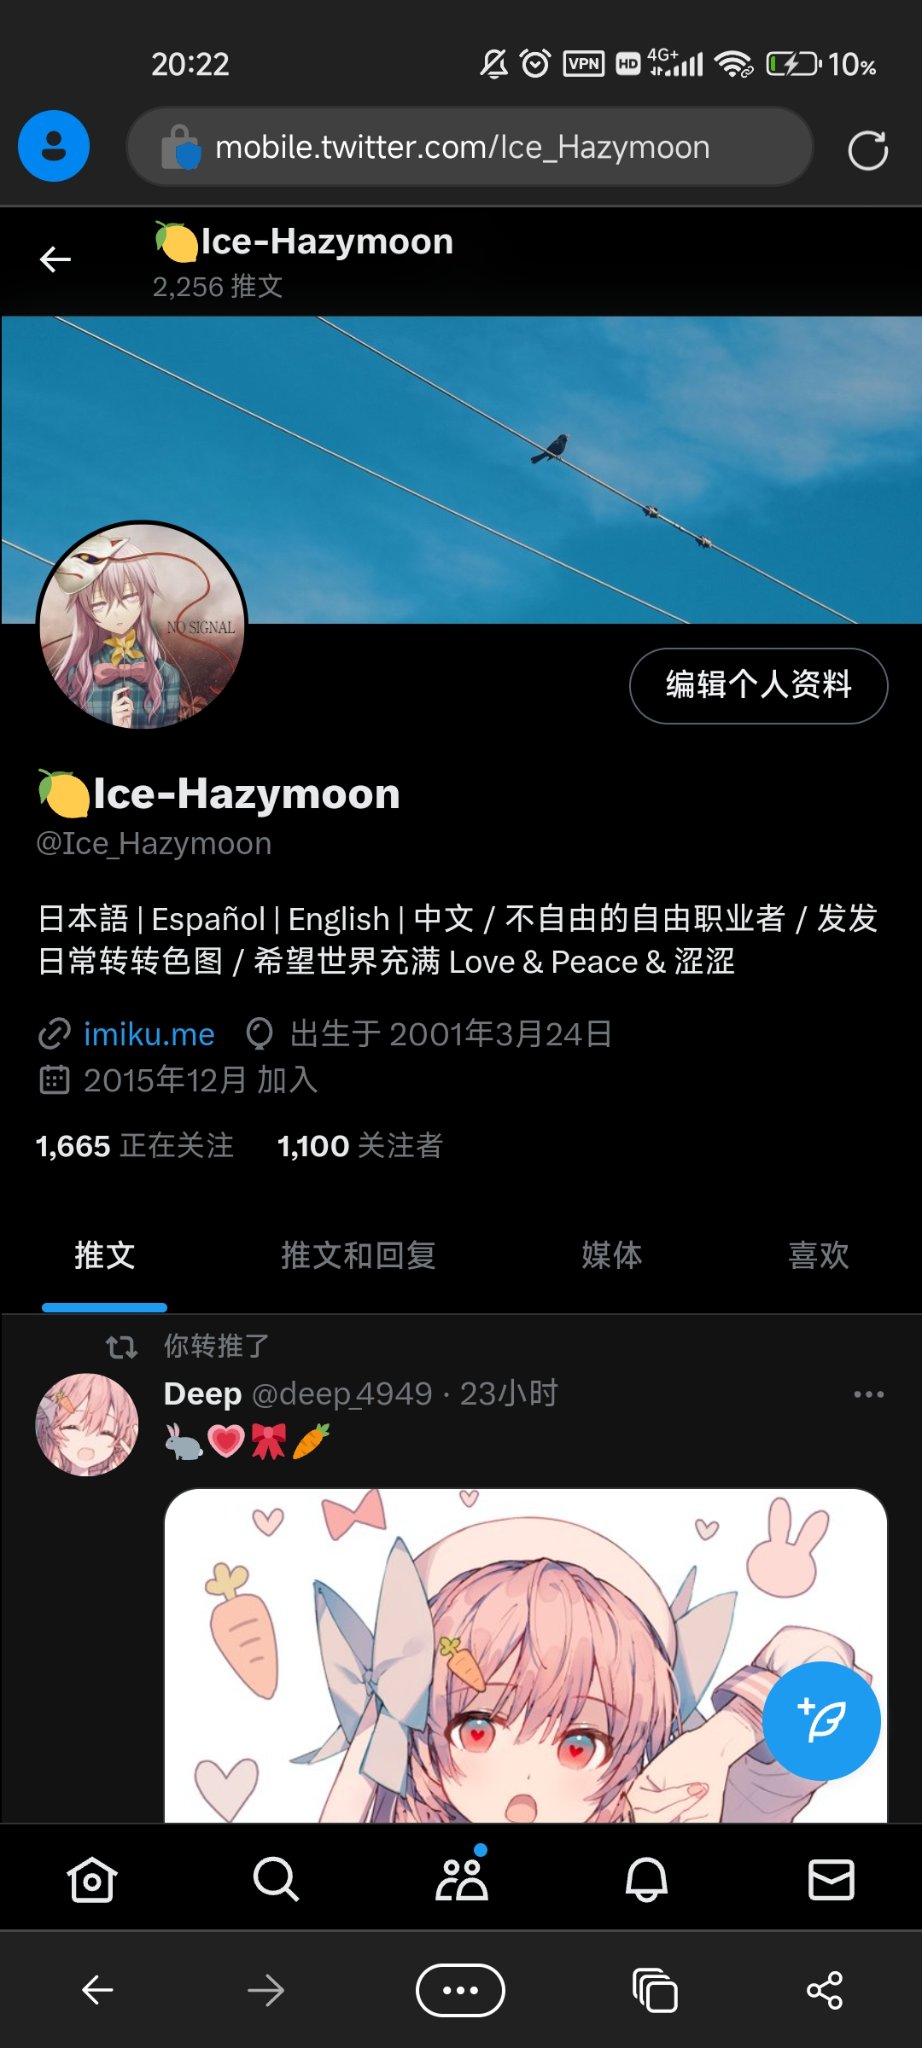 20:22 VPN HD 4G+ 10%
mobile.twitter.com/Ice_Hazymoon
🍋Ice-Hazymoon
2,256 推文
NO SIGNAL
编辑个人资料
🍋Ice-Hazymoon
@Ice_Hazymoon
日本語 | Español | English | 中文 / 不自由的自由职业者 / 发发
日常转转色图 / 希望世界充满 Love & Peace & 涩涩
imiku.me 出生于 2001年3月24日
2015年12月 加入
1,665 正在关注 1,100 关注者
推文 推文和回复 媒体 喜欢
你转推了
Deep @deep_4949 · 23小时
🐇💗🎀🥕